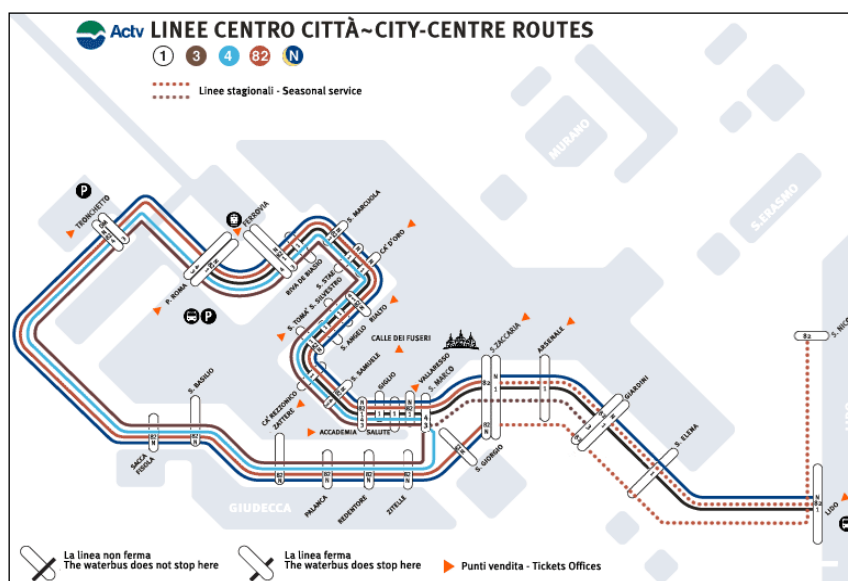 Actv LINEE CENTRO CITTÀ~CITY-CENTRE ROUTES
1 3 4 82 N
Linee stagionali - Seasonal service
MURANO
S.ERASMO
P
TRONCHETTO
FERROVIA
S. MARCUOLA
CA' D'ORO
P. ROMA
P
RIVA DE BIASIO
S. STAE
S. SILVESTRO
S. TOMA'
RIALTO
S. ANGELO
CALLE DEI FUSERI
S.ZACCARIA
ARSENALE
S. NICO
S. BASILIO
S. SAMUELE
GIGLIO
VALLARESSO
S. MARCO
GIARDINI
CA' REZZONICO
ZATTERE
ACCADEMIA
SALUTE
S. ELENA
SACCA
FISOLA
S. GIORGIO
LIDO
GIUDECCA
PALANCA
REDENTORE
ZITELLE
La linea non ferma
The waterbus does not stop here
La linea ferma
The waterbus does stop here
Punti vendita - Tickets Offices